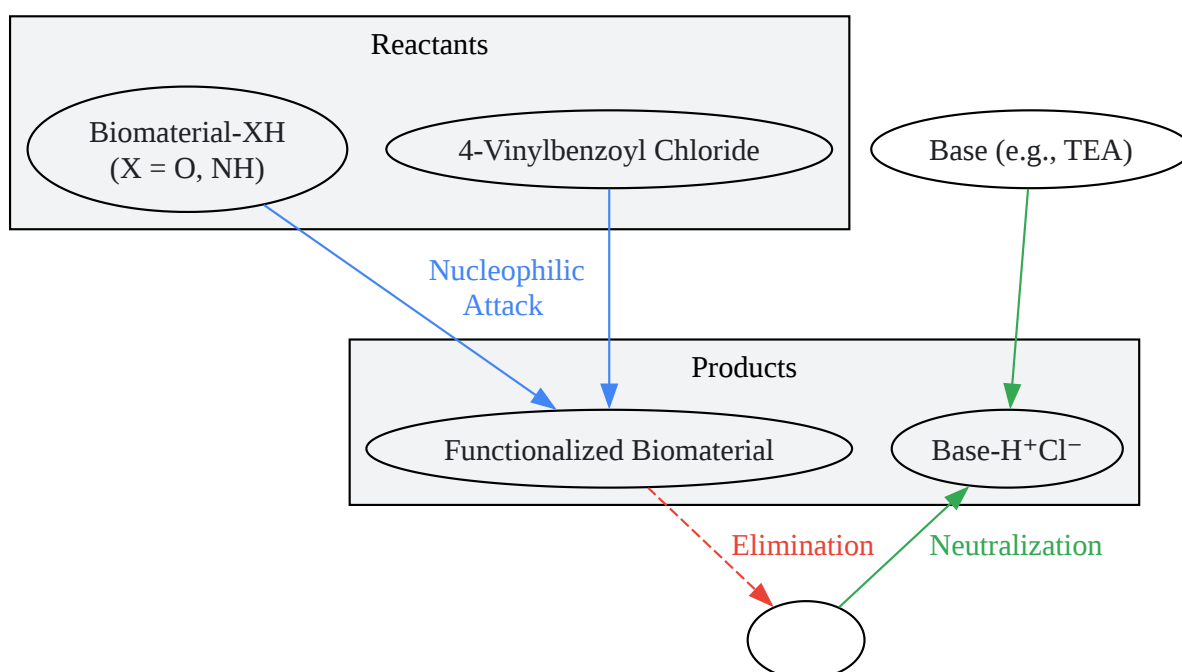 Reactants
Biomaterial-XH
(X = O, NH)
4-Vinylbenzoyl Chloride
Base (e.g., TEA)
Nucleophilic
Attack
Products
Functionalized Biomaterial
Base-H⁺Cl⁻
Elimination
Neutralization